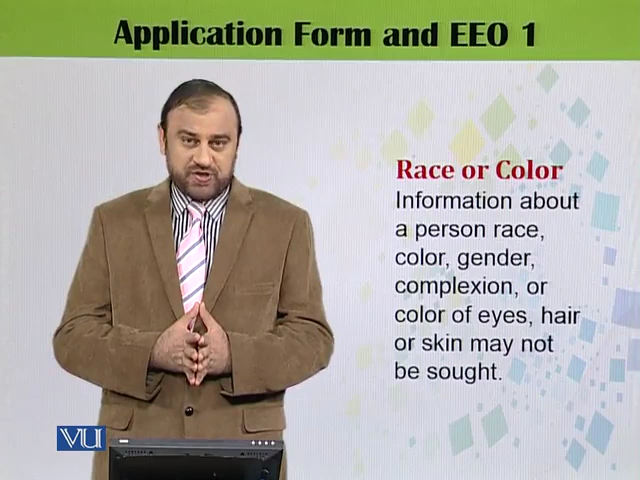 Application Form and EEO 1
Race or Color
Information about
a person race,
color, gender,
complexion, or
color of eyes, hair
or skin may not
be sought.
VU